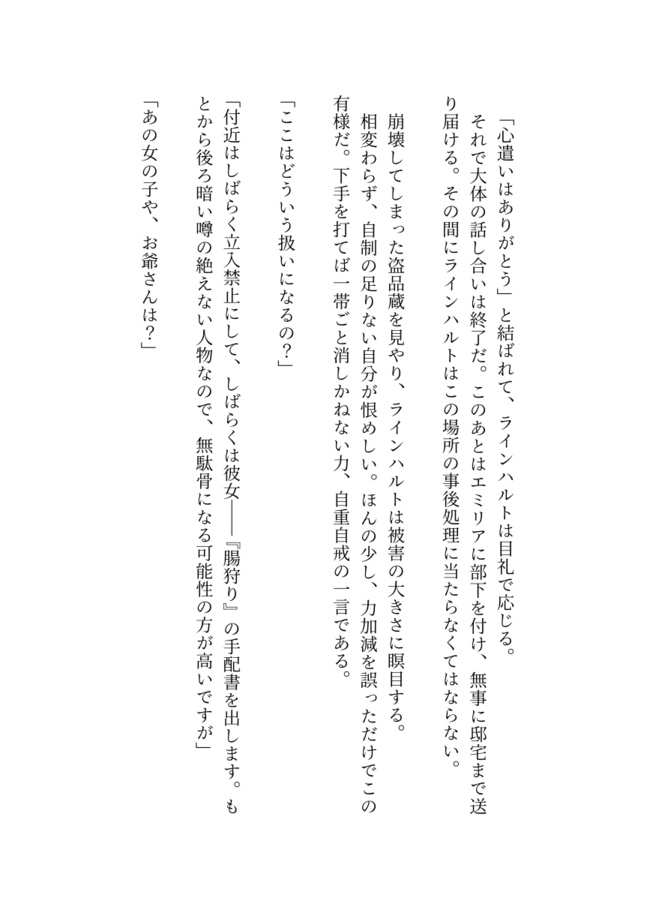 「心遣いはありがとう」と結ばれて、ラインハルトは目礼で応じる。
それで大体の話し合いは終了だ。このあとはエミリアに部下を付け、無事に邸宅まで送
り届ける。その間にラインハルトはこの場所の事後処理に当たらなくてはならない。
崩壊してしまった盗品蔵を見やり、ラインハルトは被害の大きさに瞑目する。
相変わらず、自制の足りない自分が恨めしい。ほんの少し、力加減を誤っただけでこの
有様だ。下手を打てば一帯ごと消しかねない力、自重自戒の一言である。
「ここはどういう扱いになるの？」
「付近はしばらく立入禁止にして、しばらくは彼女――『腸狩り』の手配書を出します。も
とから後ろ暗い噂の絶えない人物なので、無駄骨になる可能性の方が高いですが」
「あの女の子や、お爺さんは？」